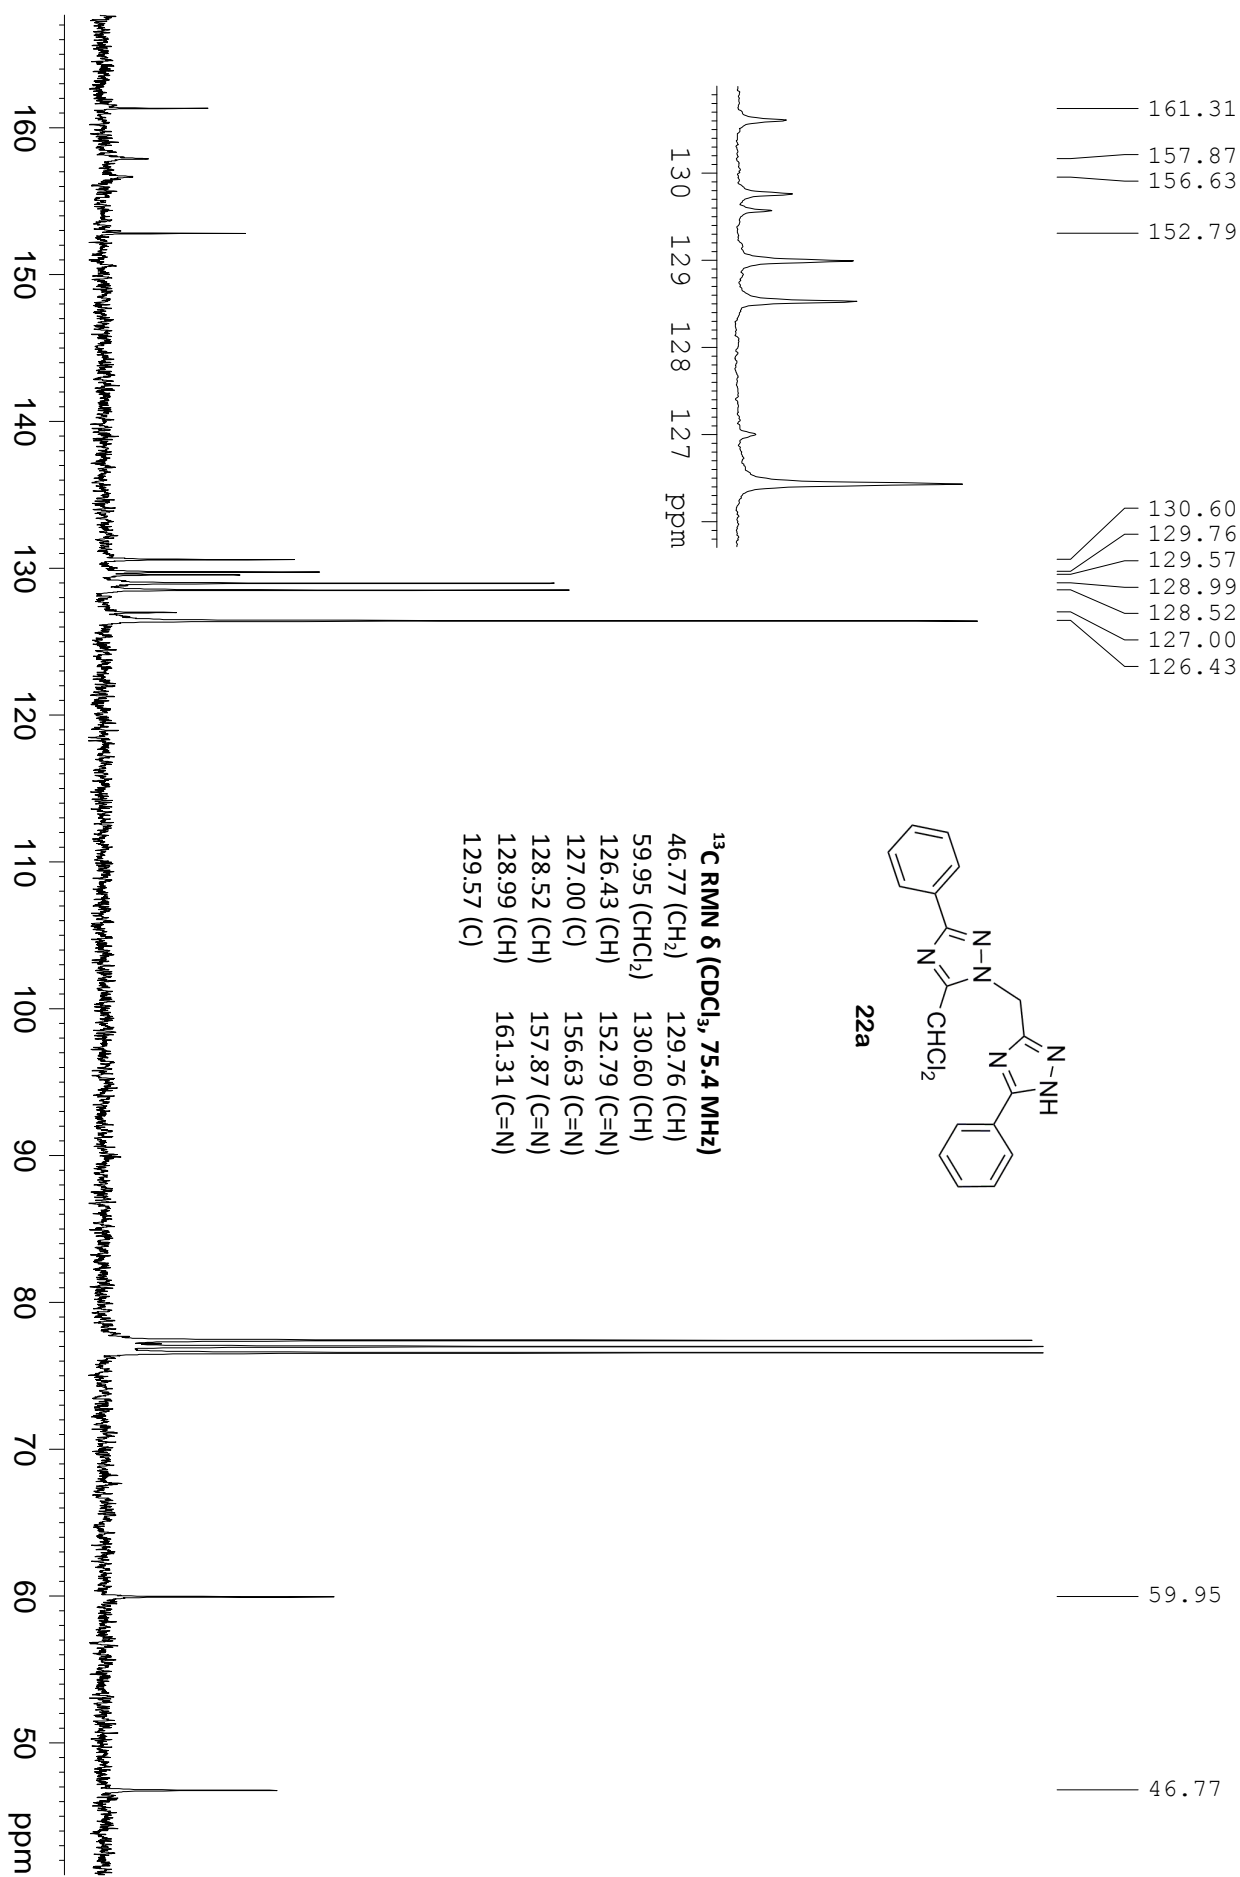 161.31
157.87
156.63
152.79
130.60
129.76
129.57
128.99
128.52
127.00
126.43
59.95
46.77
130 129 128 127 ppm
N
N
N
CHCl₂
N
NH
N
22a
¹³C RMN δ (CDCl₃, 75.4 MHz)
46.77 (CH₂) 129.76 (CH)
59.95 (CHCl₂) 130.60 (CH)
126.43 (CH) 152.79 (C=N)
127.00 (C) 156.63 (C=N)
128.52 (CH) 157.87 (C=N)
128.99 (CH) 161.31 (C=N)
129.57 (C)
160 150 140 130 120 110 100 90 80 70 60 50 ppm